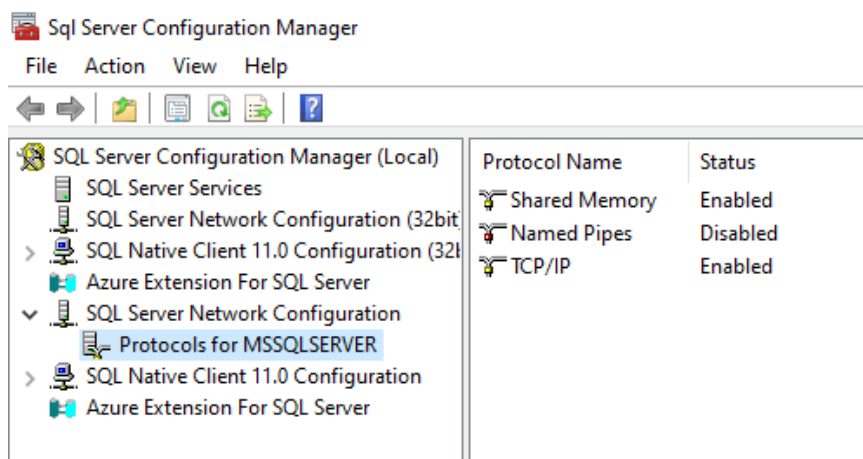 Sql Server Configuration Manager
File Action View Help
SQL Server Configuration Manager (Local)
SQL Server Services
SQL Server Network Configuration (32bit
SQL Native Client 11.0 Configuration (32b
Azure Extension For SQL Server
SQL Server Network Configuration
Protocols for MSSQLSERVER
SQL Native Client 11.0 Configuration
Azure Extension For SQL Server
Protocol Name Status
Shared Memory Enabled
Named Pipes Disabled
TCP/IP Enabled